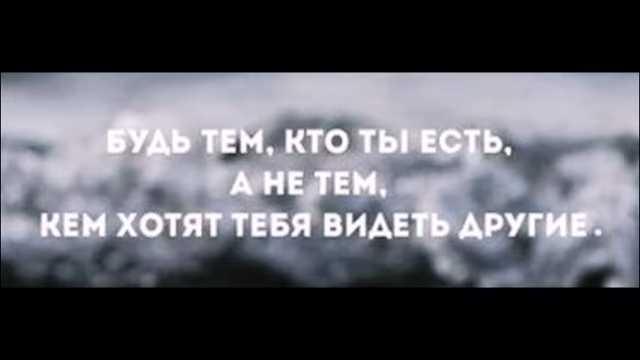 БУДЬ ТЕМ, КТО ТЫ ЕСТЬ,
А НЕ ТЕМ,
КЕМ ХОТЯТ ТЕБЯ ВИДЕТЬ ДРУГИЕ.